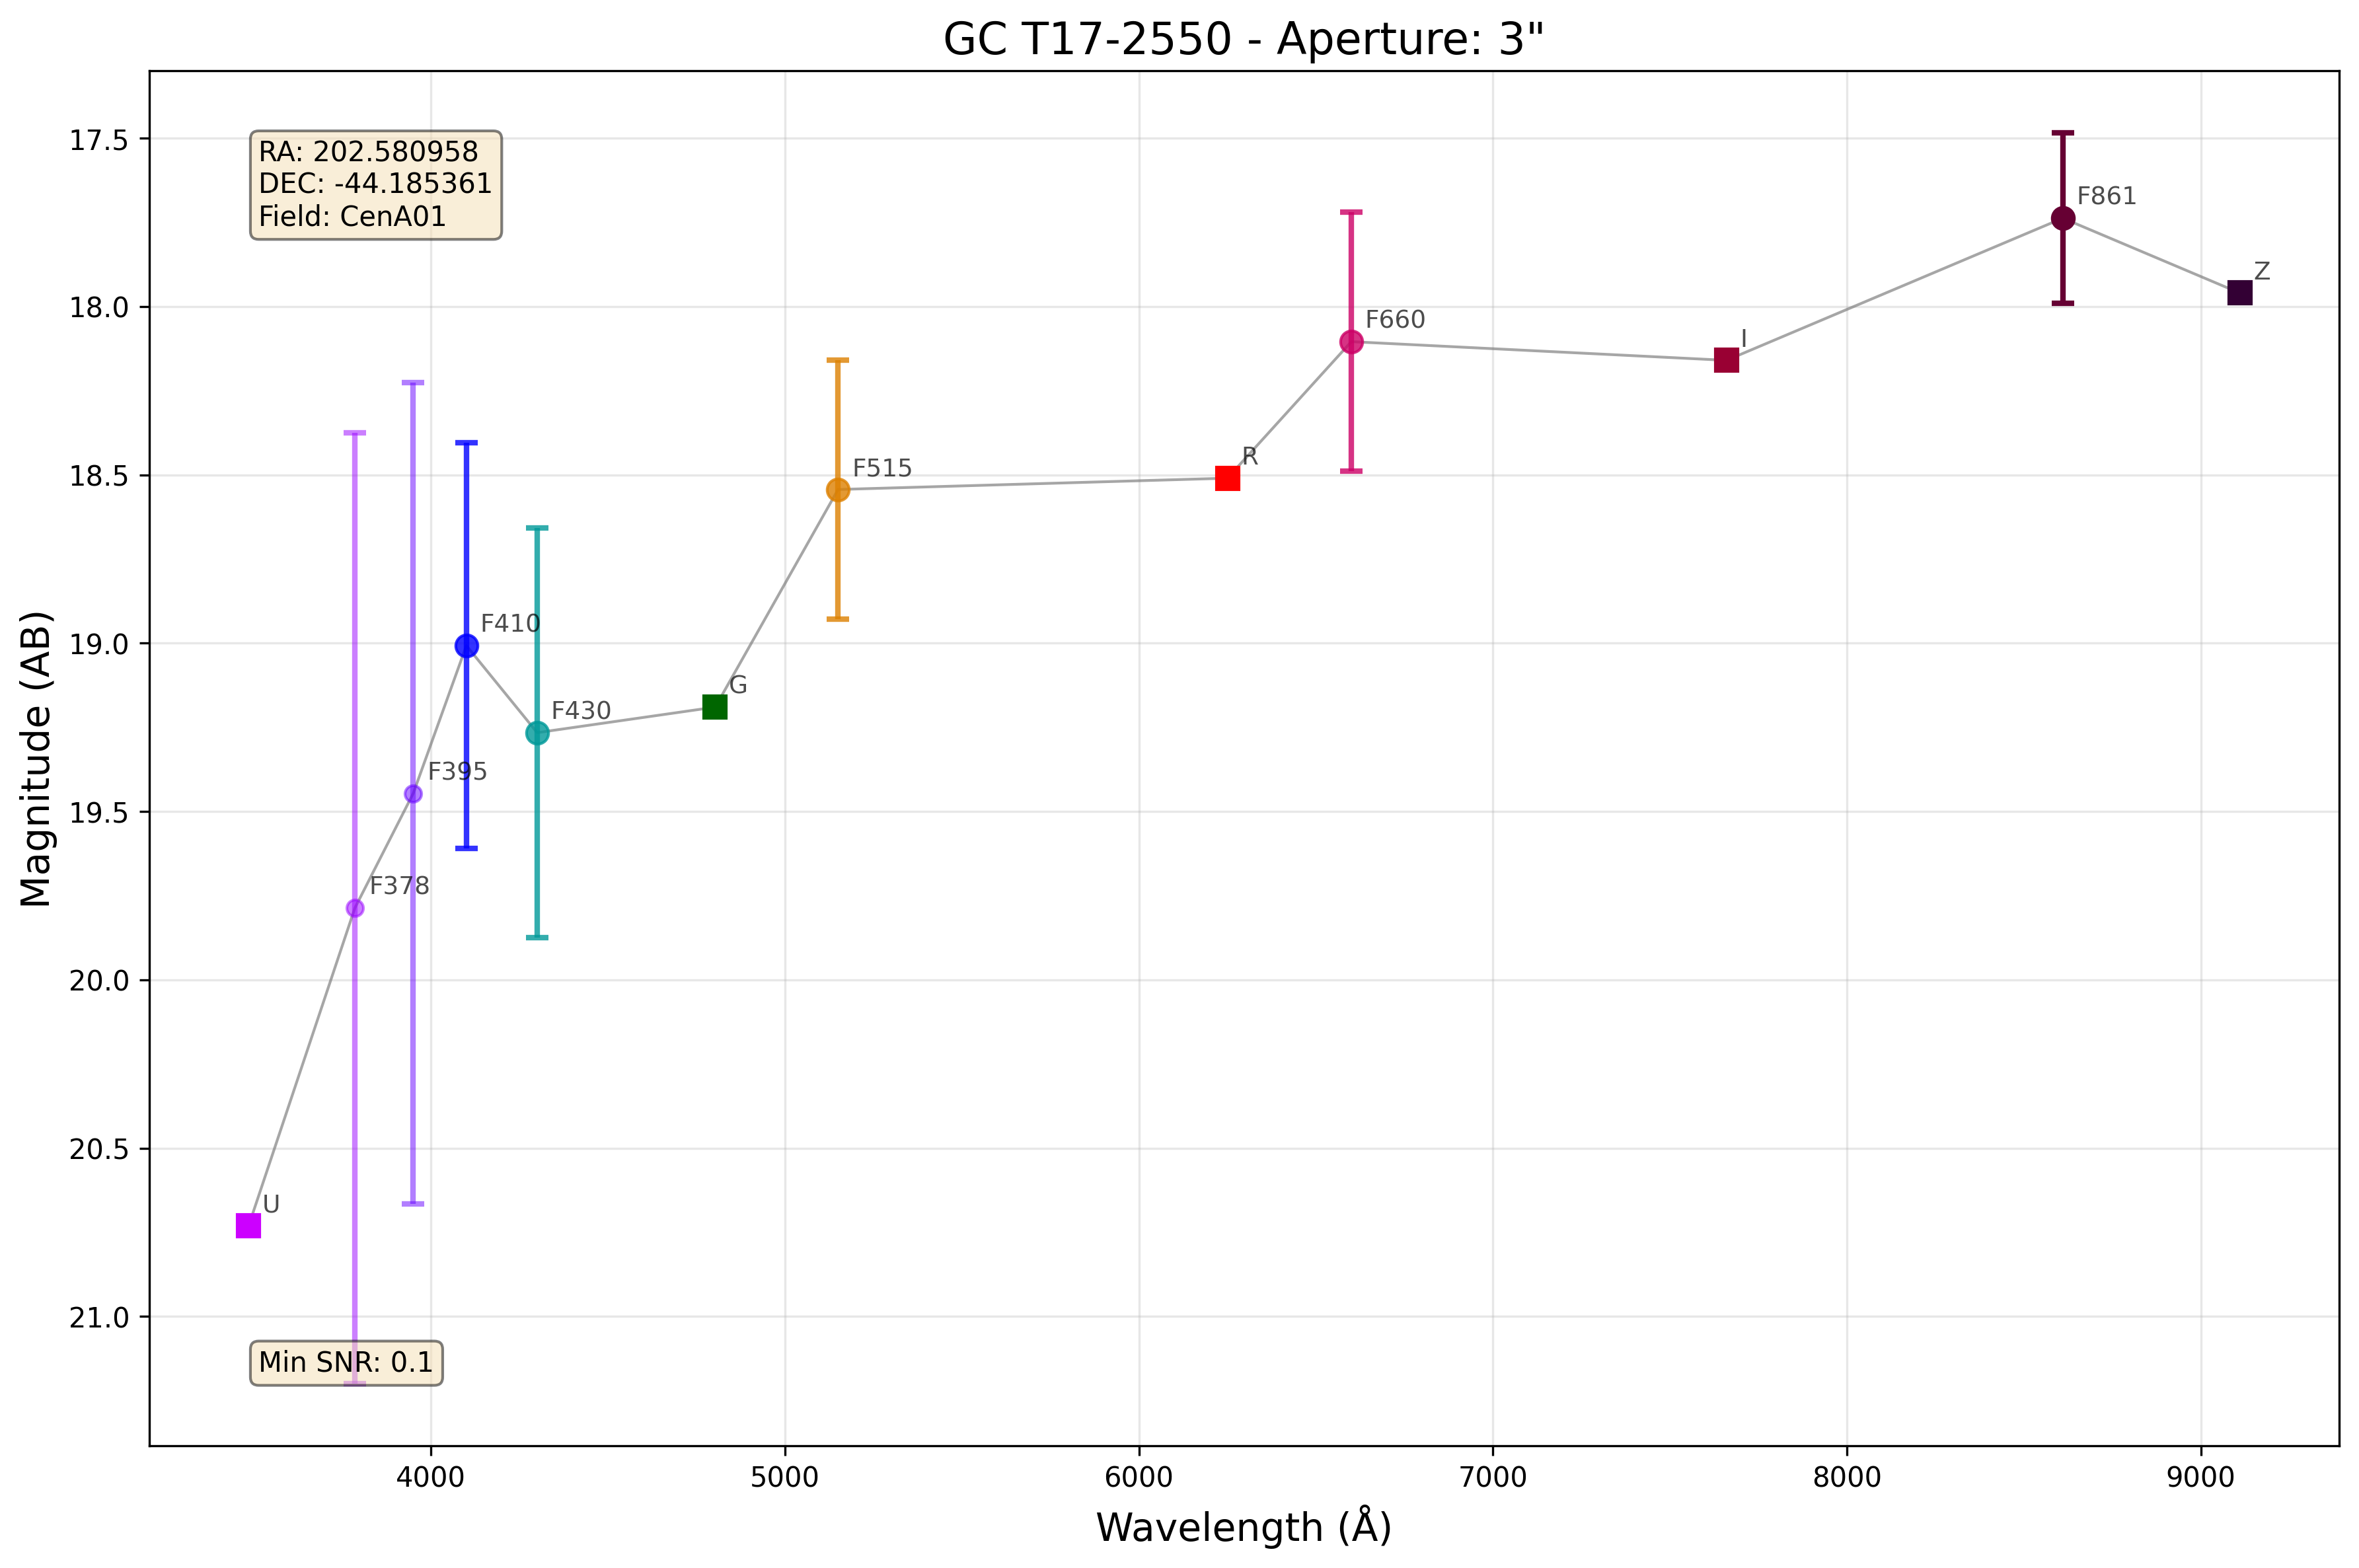 GC T17-2550 - Aperture: 3"
RA: 202.580958
DEC: -44.185361
Field: CenA01
17.5
18.0
18.5
19.0
19.5
20.0
20.5
21.0
Magnitude (AB)
U
F378
F395
F410
F430
G
F515
R
F660
I
F861
Z
Min SNR: 0.1
4000
5000
6000
7000
8000
9000
Wavelength (Å)